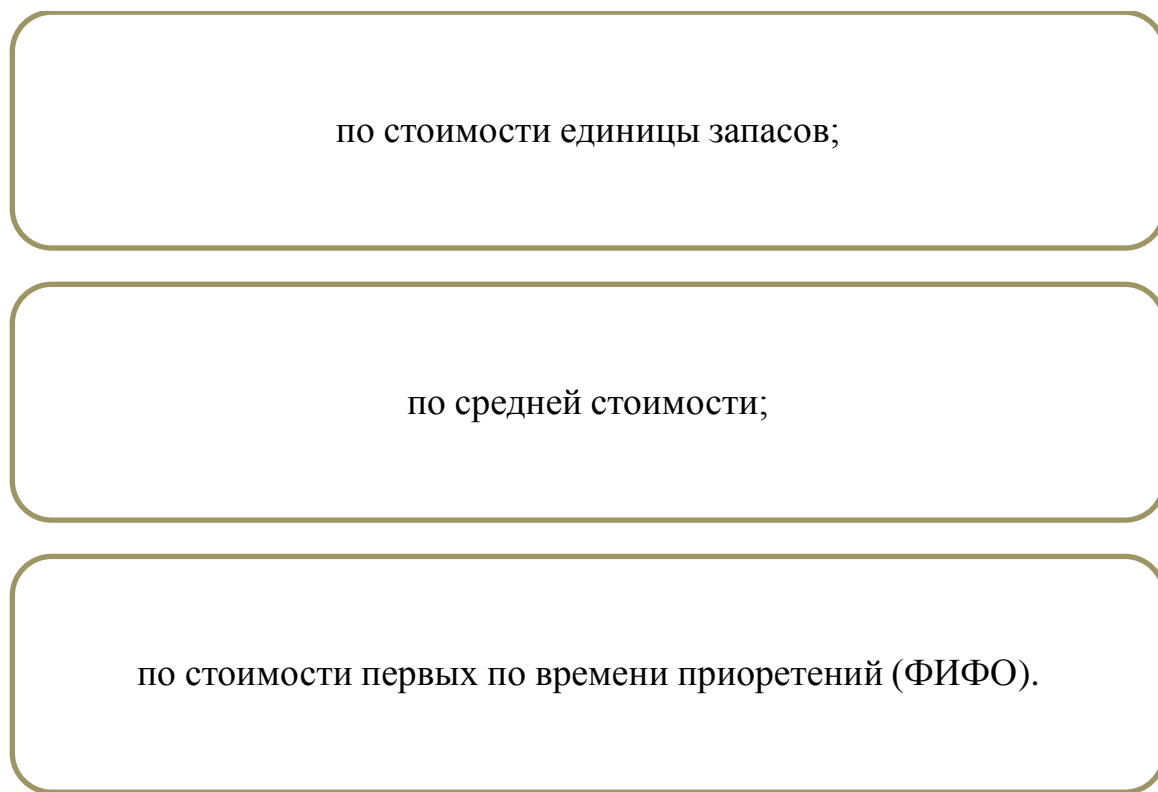 по стоимости единицы запасов;
по средней стоимости;
по стоимости первых по времени приоретений (ФИФО).